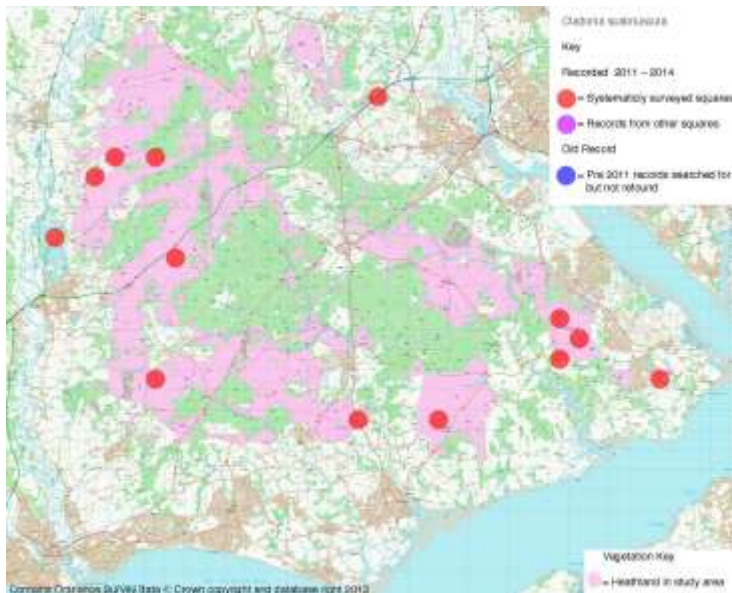 Cladonia
Key
Recorded 2011 – 2014
= Systematicly surveyed squares
= Records from other squares
Old Record
= Pre 2011 records searched for
but not refound
Vegetation Key
= Heathland in study area
Contains Ordnance Survey Data © Crown copyright and database right 2013